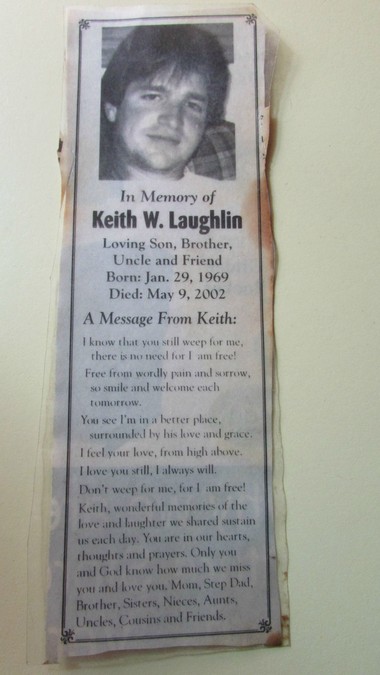 In Memory of
Keith W. Laughlin
Loving Son, Brother,
Uncle and Friend
Born: Jan. 29, 1969
Died: May 9, 2002
A Message From Keith:
I know that you still weep for me,
there is no need for I am free!
Free from wordly pain and sorrow,
so smile and welcome each
tomorrow.
You see I'm in a better place,
surrounded by his love and grace.
I feel your love, from high above.
I love you still, I always will.
Don't weep for me, for I am free!
Keith, wonderful memories of the
love and laughter we shared sustain
us each day. You are in our hearts,
thoughts and prayers. Only you
and God know how much we miss
you and love you. Mom, Step Dad,
Brother, Sisters, Nieces, Aunts,
Uncles, Cousins and Friends.